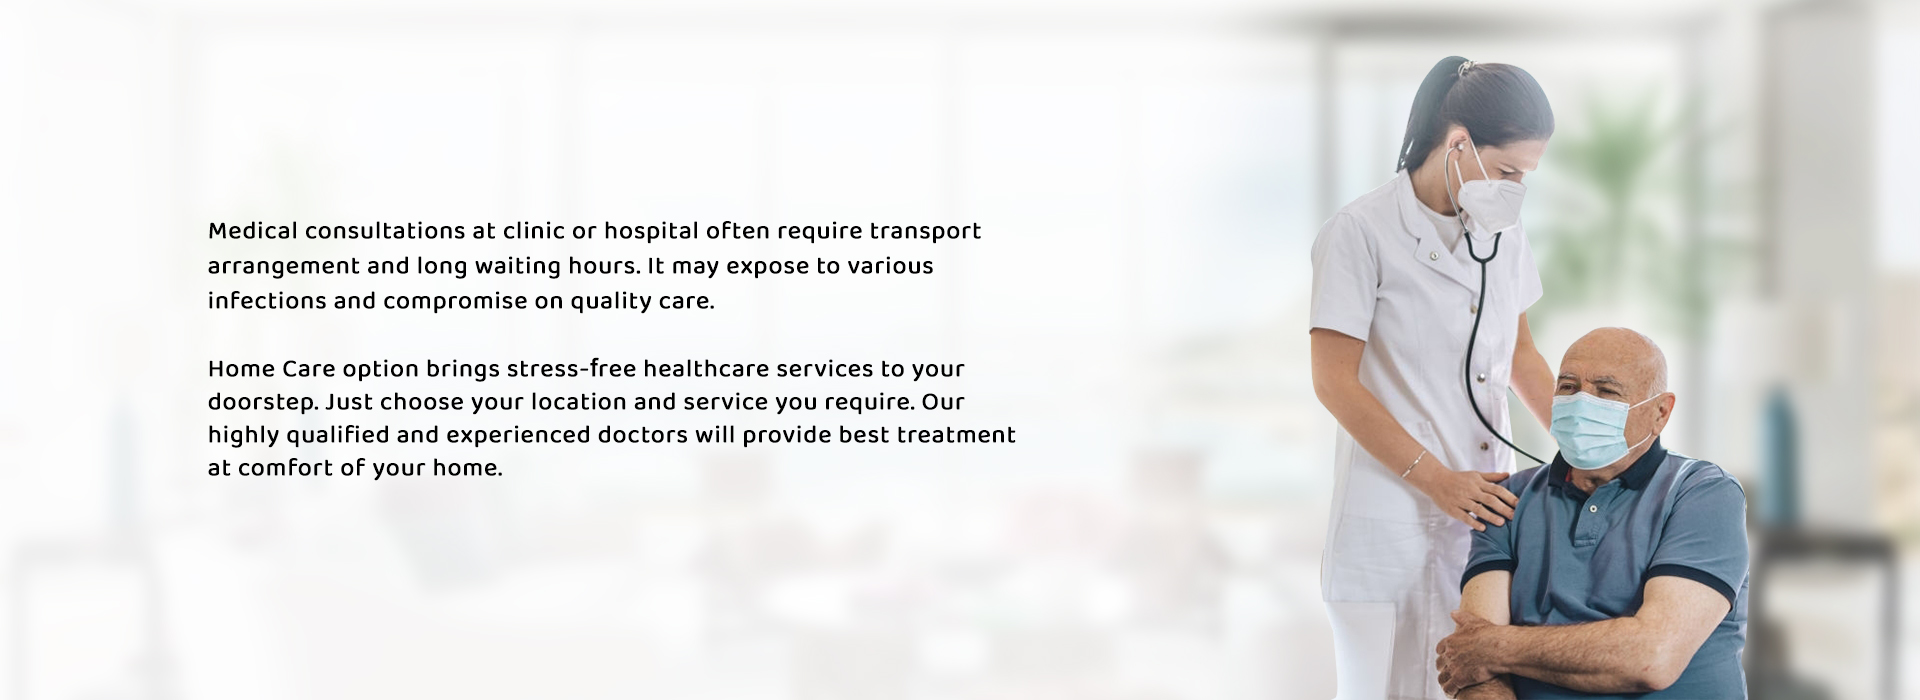 Medical consultations at clinic or hospital often require transport
arrangement and long waiting hours. It may expose to various
infections and compromise on quality care.
Home Care option brings stress-free healthcare services to your
doorstep. Just choose your location and service you require. Our
highly qualified and experienced doctors will provide best treatment
at comfort of your home.